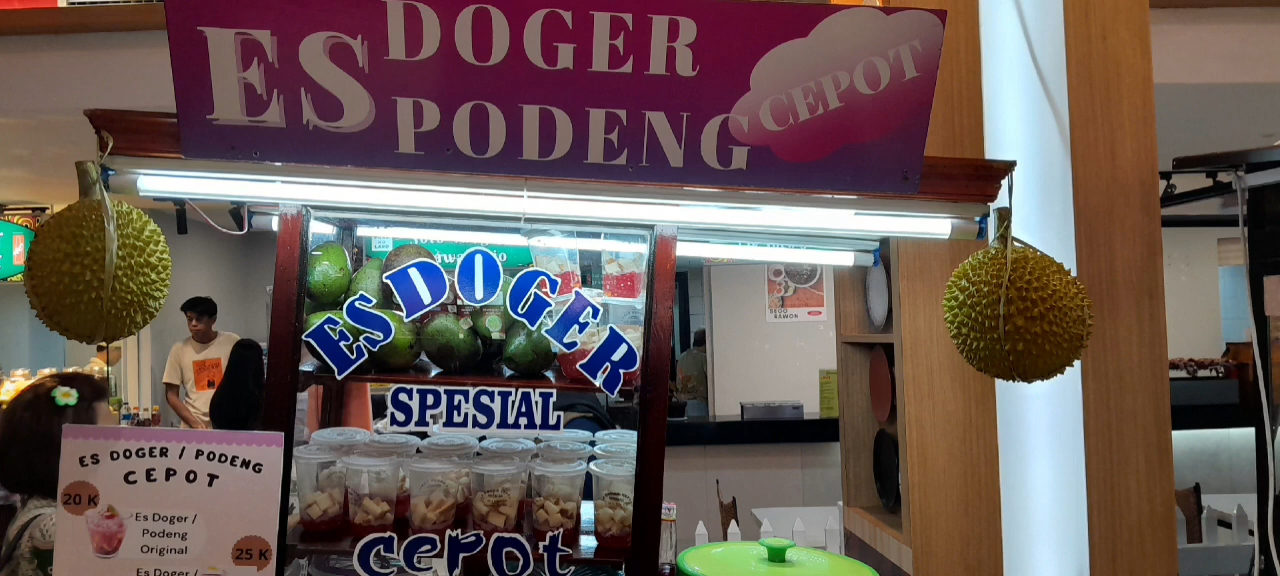 ES DOGER
PODENG
CEPOT
ES DOGER
SPESIAL
cepot
ES DOGER / PODENG
CEPOT
20 K
Es Doger /
Podeng
Original
25 K
Es Doger /
RAWON